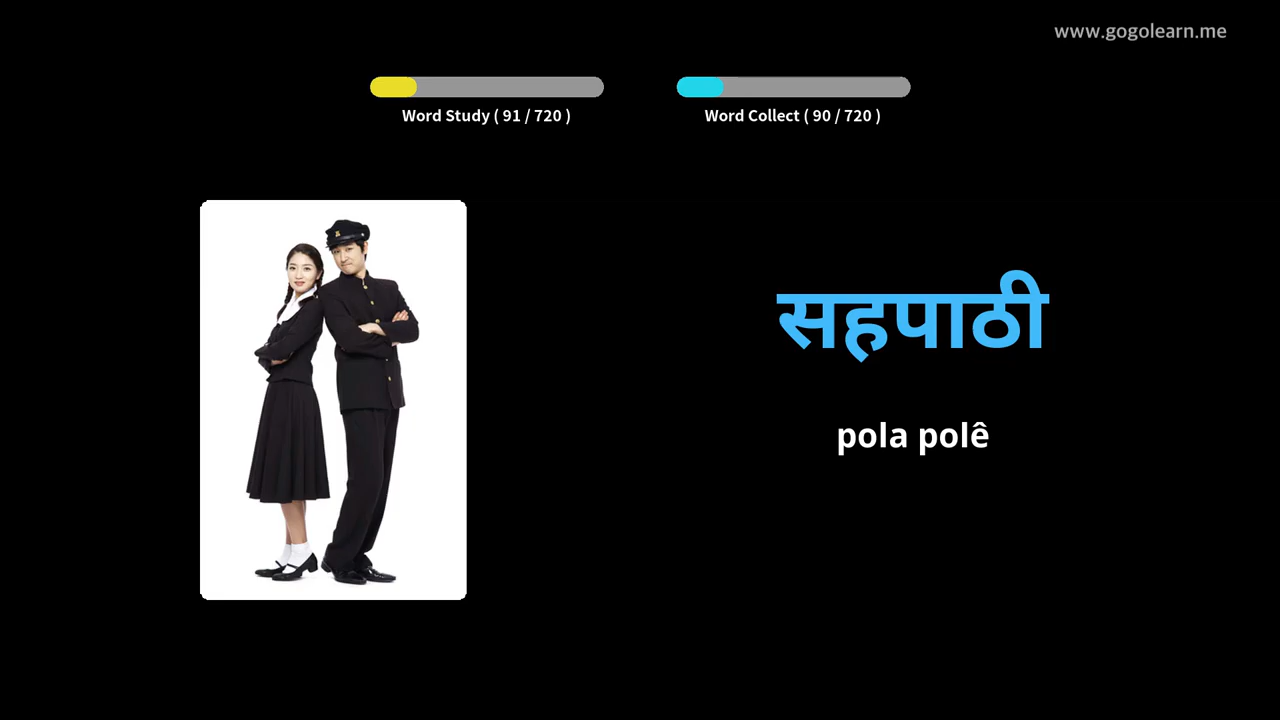 www.gogolearn.me
Word Study ( 91 / 720 )
Word Collect ( 90 / 720 )
सहपाठी
pola polê